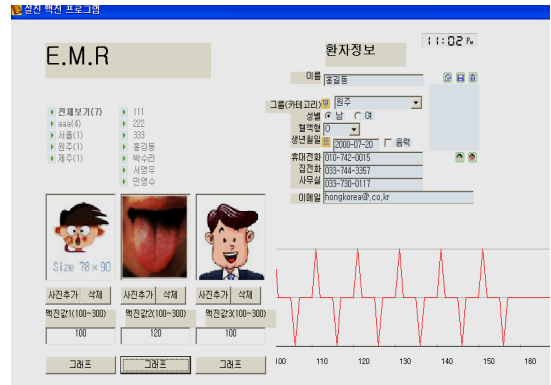 설진 맥진 프로그램
E.M.R
환자정보
11:02 PM
이름 홍길동
그룹(카테고리) 원주
성별 남 여
혈액형 O
생년월일 2000-07-20 음력
휴대전화 010-742-0015
집전화 033-744-3357
사무실 033-730-0117
이메일 hongkorea@,co,kr
전체보기(7)
aaa(4)
서울(1)
원주(1)
제주(1)
111
222
333
홍길동
박수리
서명우
민영수
Size 78×90
사진추가 삭제 사진추가 삭제 사진추가 삭제
맥진값1(100~300) 맥진값2(100~300) 맥진값3(100~300)
100 120 100
그래프 그래프 그래프
100 110 120 130 140 150 160